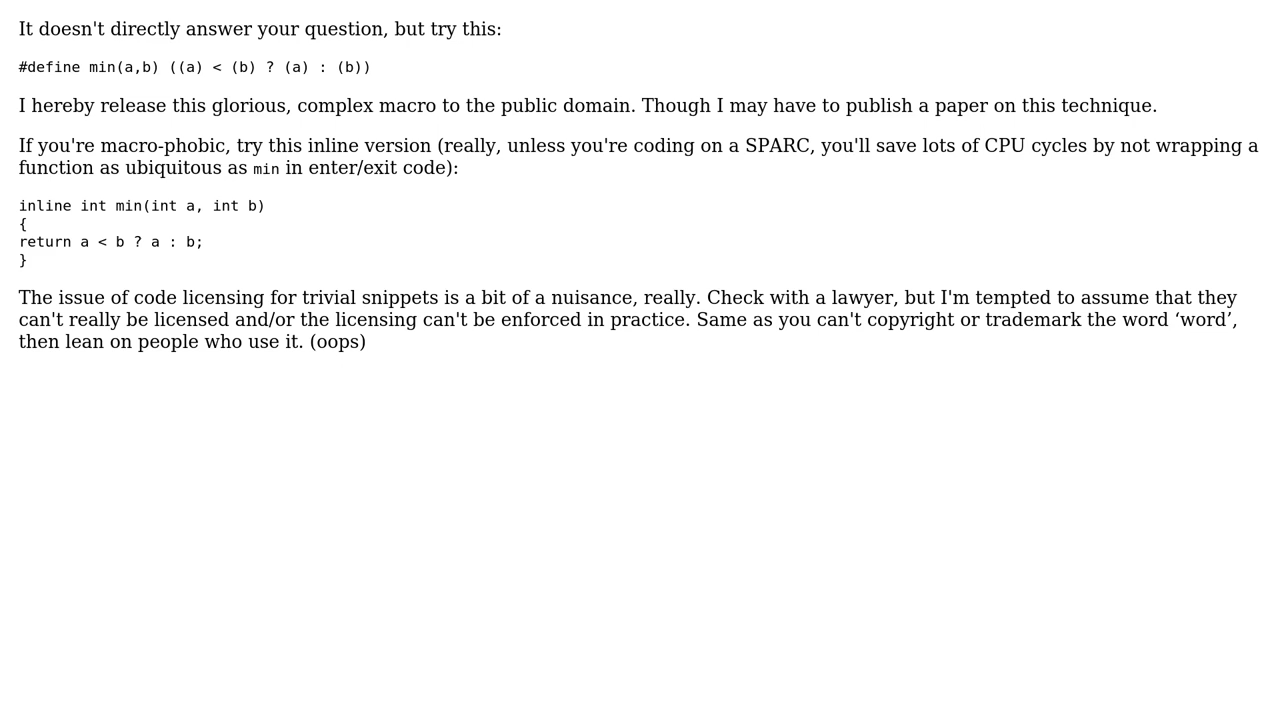 It doesn't directly answer your question, but try this:
#define min(a,b) ((a) < (b) ? (a) : (b))
I hereby release this glorious, complex macro to the public domain. Though I may have to publish a paper on this technique.
If you're macro-phobic, try this inline version (really, unless you're coding on a SPARC, you'll save lots of CPU cycles by not wrapping a
function as ubiquitous as min in enter/exit code):
inline int min(int a, int b)
{
return a < b ? a : b;
}
The issue of code licensing for trivial snippets is a bit of a nuisance, really. Check with a lawyer, but I'm tempted to assume that they
can't really be licensed and/or the licensing can't be enforced in practice. Same as you can't copyright or trademark the word ‘word’,
then lean on people who use it. (oops)